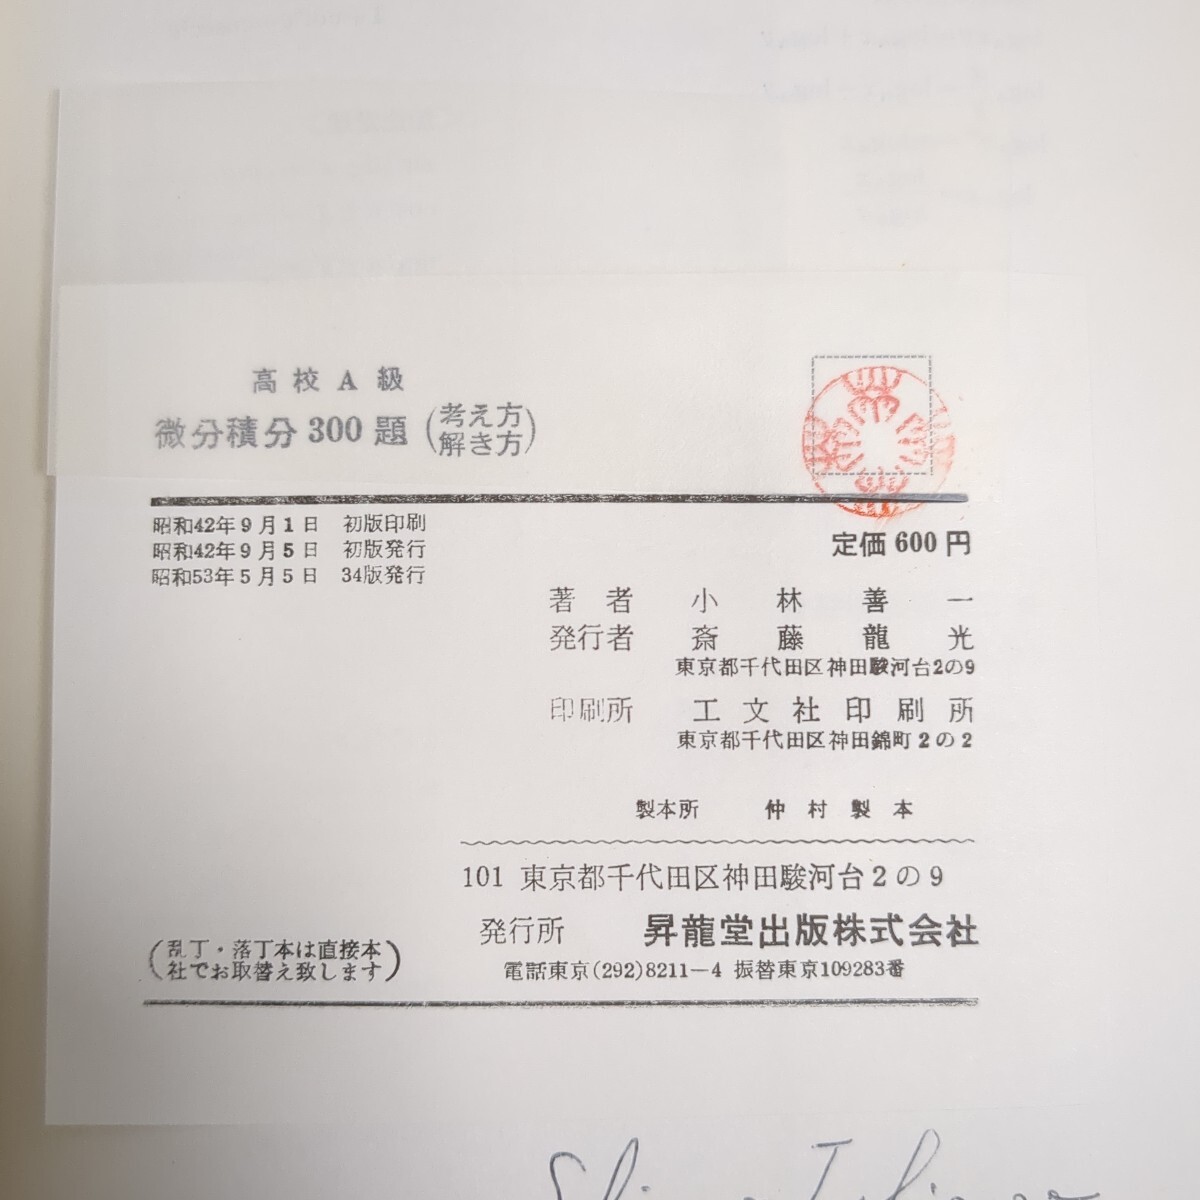 高校A級
微分積分300題(考え方
解き方)
昭和42年9月1日 初版印刷
昭和42年9月5日 初版発行
昭和53年5月5日 34版発行
定価600円
著者 小林善一
発行者 斎藤龍光
東京都千代田区神田駿河台2の9
印刷所 工文社印刷所
東京都千代田区神田錦町2の2
製本所 仲村製本
101 東京都千代田区神田駿河台2の9
発行所 昇龍堂出版株式会社
電話東京(292)8211-4 振替東京109283番
(乱丁・落丁本は直接本
社でお取替え致します)